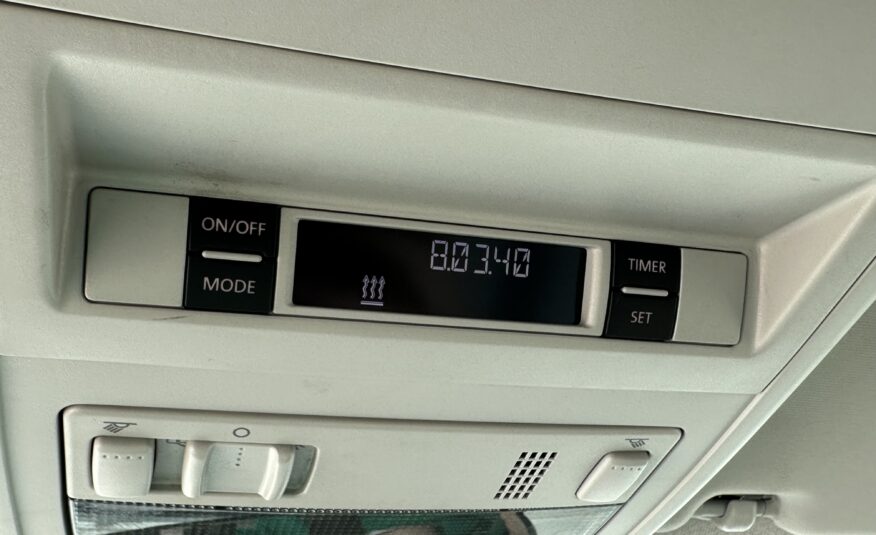 ON/OFF
MODE
8.03.40
TIMER
SET